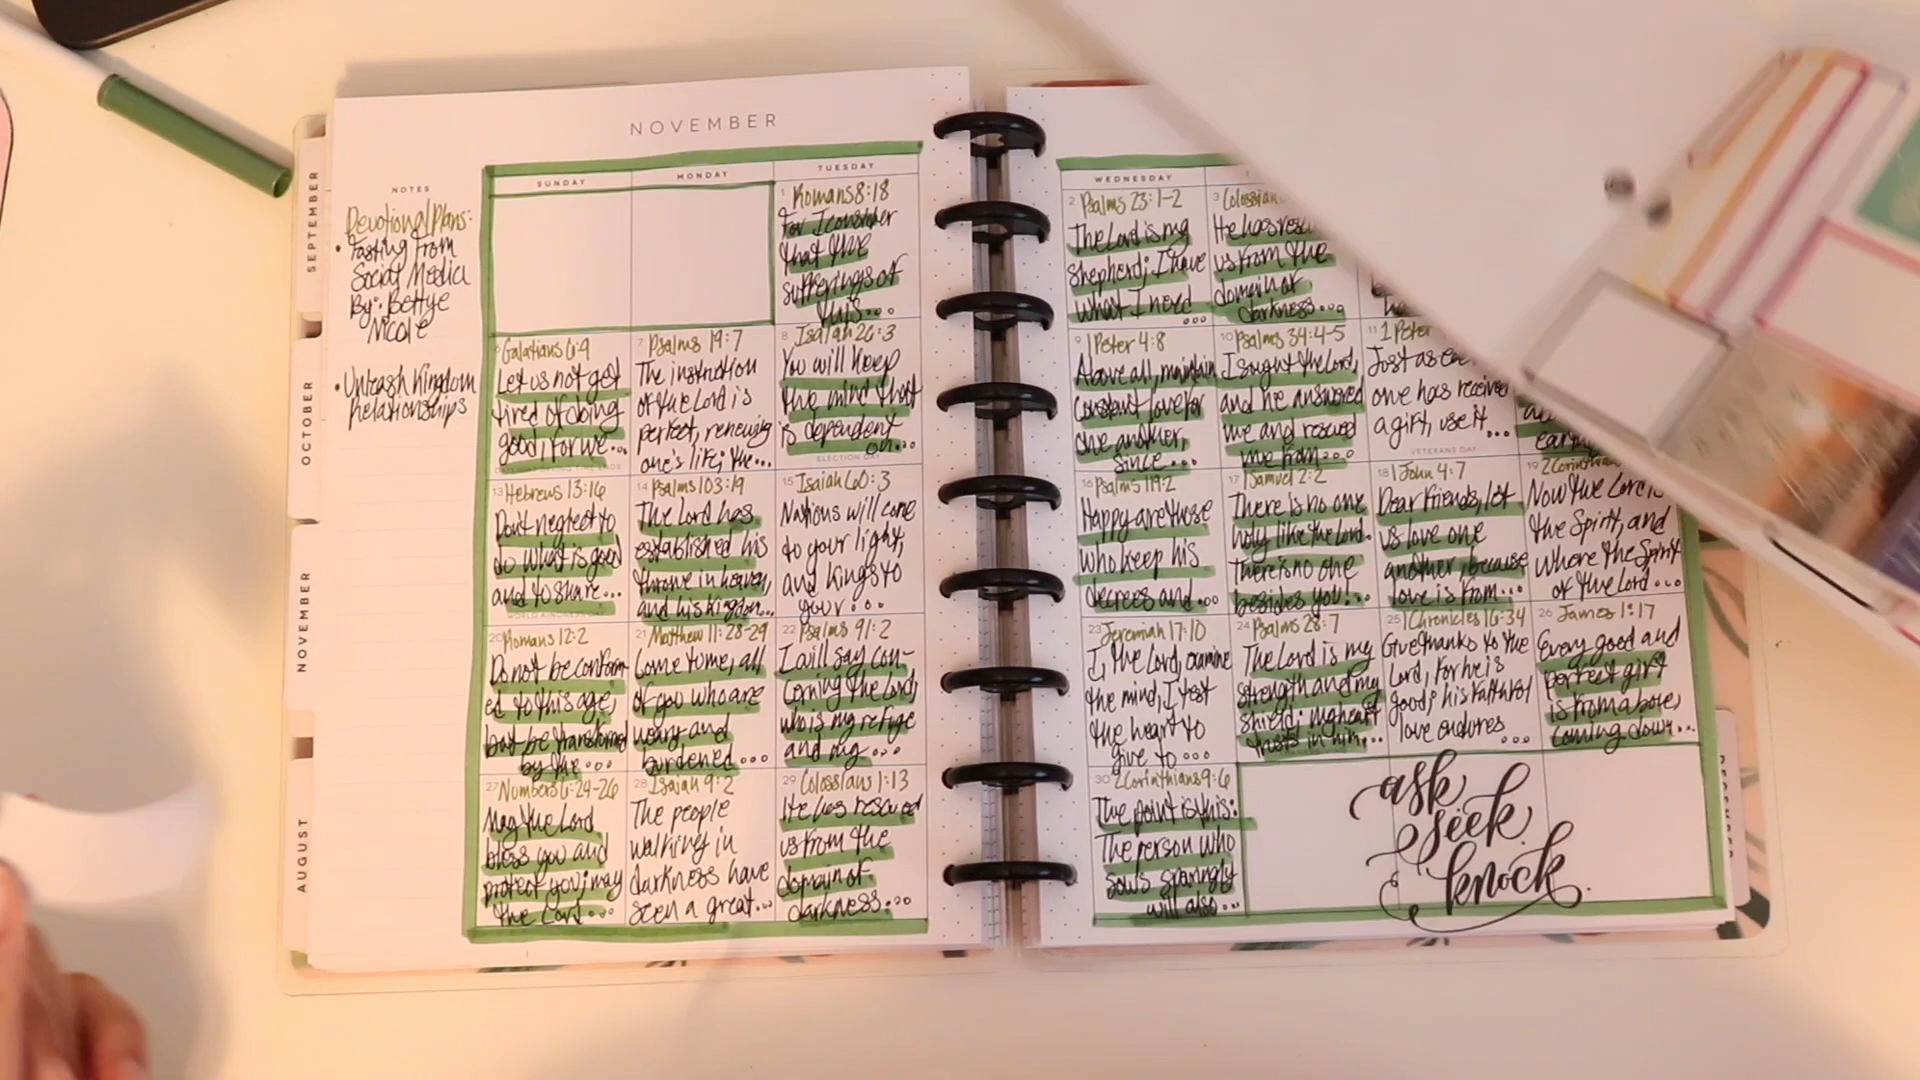 NOVEMBER
NOTES
Devotional Plans:
• Fasting From
Social Media
By: Bettye
Nicole
• Unleash Kingdom
Relationships
SEPTEMBER
OCTOBER
NOVEMBER
AUGUST
SUNDAY
MONDAY
TUESDAY
1 Romans 8:18
For I consider
that the
sufferings of
this...
6 Galatians 6:9
Let us not get
tired of doing
good, for we...
7 Psalms 19:7
The instruction
of the Lord is
perfect, renewing
one's life; the...
8 Isaiah 26:3
You will keep
the mind that
is dependent
on...
ELECTION DAY
13 Hebrews 13:16
Don't neglect to
do what is good
and to share...
WORLD KINDNESS DAY
14 Psalms 103:19
The Lord has
established his
throne in heaven,
and his kingdom...
15 Isaiah 60:3
Nations will come
to your light,
and kings to
your...
20 Romans 12:2
Do not be conform-
ed to this age,
but be transformed
by the...
21 Matthew 11:28-29
Come to me, all
of you who are
weary and
burdened...
22 Psalms 91:2
I will say con-
cerning the Lord,
who is my refuge
and my...
27 Numbers 6:24-26
May the Lord
bless you and
protect you; may
the Lord...
28 Isaiah 9:2
The people
walking in
darkness have
seen a great...
29 Colossians 1:13
He has rescued
us from the
domain of
darkness...
WEDNESDAY
2 Psalms 23:1-2
The Lord is my
shepherd; I have
what I need...
3 Colossian
He has resc
us from the
domain of
darkness...
9 1 Peter 4:8
Above all, maintain
constant love for
one another,
since...
10 Psalms 34:4-5
I sought the Lord,
and he answered
me and rescued
me from...
11 1 Peter
Just as each
one has received
a gift, use it...
VETERANS DAY
16 Psalms 119:2
Happy are those
who keep his
decrees and...
17 1 Samuel 2:2
There is no one
holy like the Lord.
There is no one
besides you!...
18 1 John 4:7
Dear friends, let
us love one
another, because
love is from...
19 2 Corinthians
Now the Lord is
the Spirit, and
where the Spirit
of the Lord...
23 Jeremiah 17:10
I, the Lord, examine
the mind, I test
the heart to
give to...
24 Psalms 28:7
The Lord is my
strength and my
shield; my heart
trusts in him,...
25 1 Chronicles 16:34
Give thanks to the
Lord, for he is
good; his faithful
love endures...
26 James 1:17
Every good and
perfect gift
is from above,
coming down...
30 2 Corinthians 9:6
The point is this:
The person who
sows sparingly
will also...
ask
seek
knock.